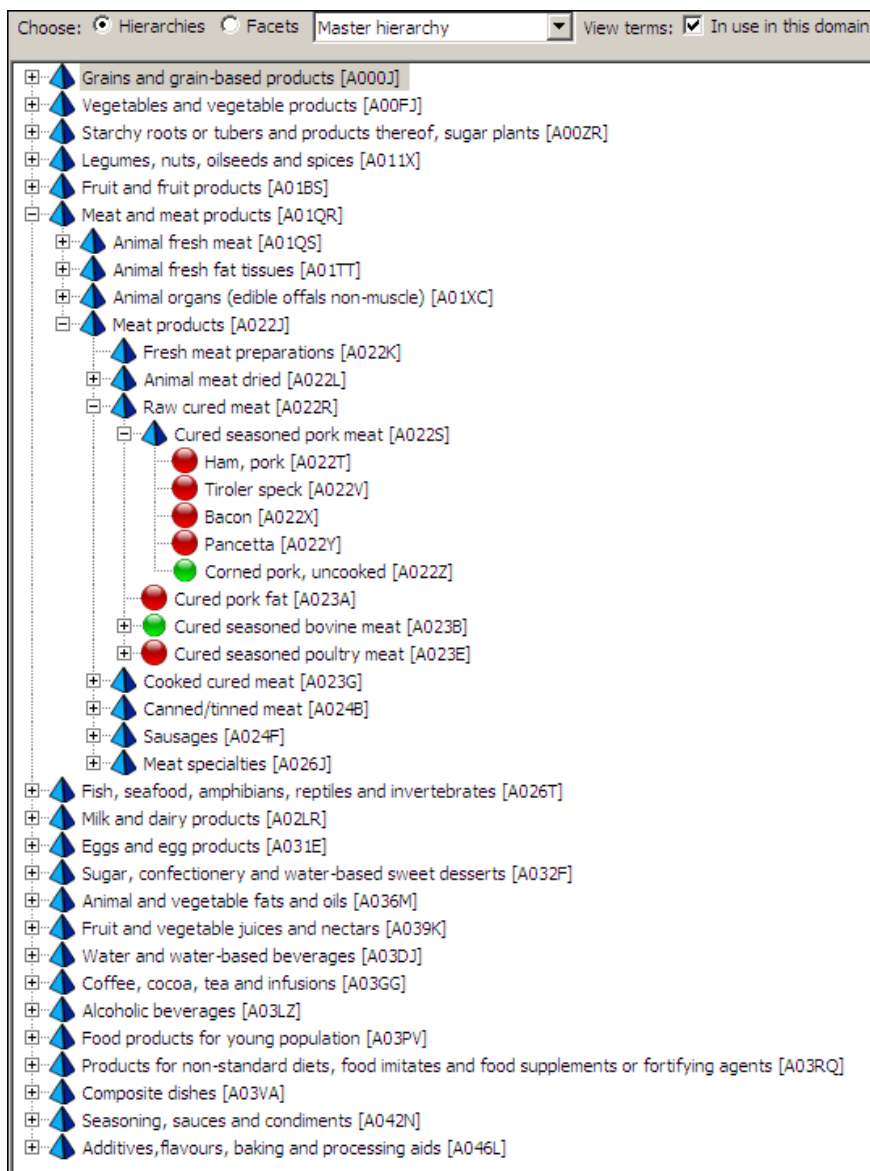 Choose: Hierarchies Facets Master hierarchy View terms: In use in this domain
Grains and grain-based products [A000J]
Vegetables and vegetable products [A00FJ]
Starchy roots or tubers and products thereof, sugar plants [A00ZR]
Legumes, nuts, oilseeds and spices [A011X]
Fruit and fruit products [A01BS]
Meat and meat products [A01QR]
Animal fresh meat [A01QS]
Animal fresh fat tissues [A01TT]
Animal organs (edible offals non-muscle) [A01XC]
Meat products [A022J]
Fresh meat preparations [A022K]
Animal meat dried [A022L]
Raw cured meat [A022R]
Cured seasoned pork meat [A022S]
Ham, pork [A022T]
Tiroler speck [A022V]
Bacon [A022X]
Pancetta [A022Y]
Corned pork, uncooked [A022Z]
Cured pork fat [A023A]
Cured seasoned bovine meat [A023B]
Cured seasoned poultry meat [A023E]
Cooked cured meat [A023G]
Canned/tinned meat [A024B]
Sausages [A024F]
Meat specialties [A026J]
Fish, seafood, amphibians, reptiles and invertebrates [A026T]
Milk and dairy products [A02LR]
Eggs and egg products [A031E]
Sugar, confectionery and water-based sweet desserts [A032F]
Animal and vegetable fats and oils [A036M]
Fruit and vegetable juices and nectars [A039K]
Water and water-based beverages [A03DJ]
Coffee, cocoa, tea and infusions [A03GG]
Alcoholic beverages [A03LZ]
Food products for young population [A03PV]
Products for non-standard diets, food imitates and food supplements or fortifying agents [A03RQ]
Composite dishes [A03VA]
Seasoning, sauces and condiments [A042N]
Additives,flavours, baking and processing aids [A046L]